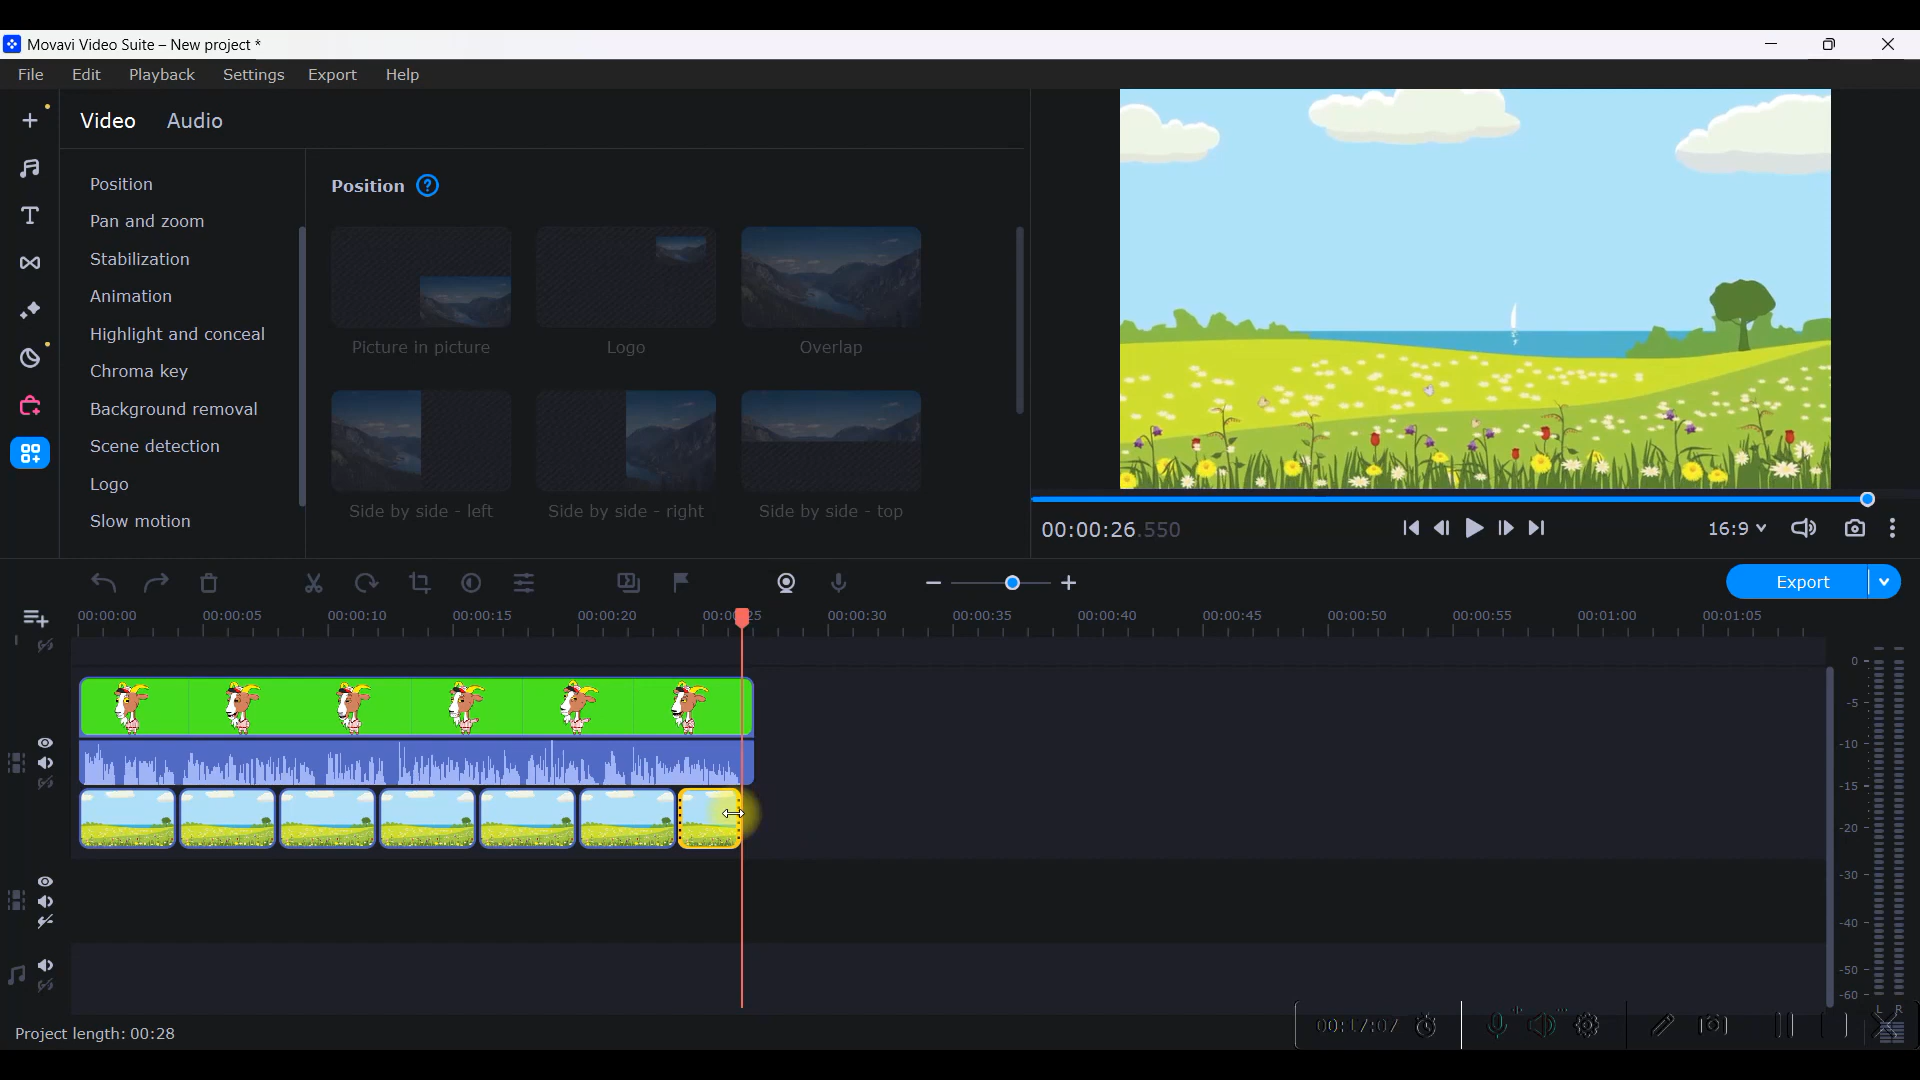 Movavi Video Suite – New project *
File Edit Playback Settings Export Help
Video Audio
Position
Pan and zoom
Stabilization
Animation
Highlight and conceal
Chroma key
Background removal
Scene detection
Logo
Slow motion
Position ?
Picture in picture Logo Overlap
Side by side - left Side by side - right Side by side - top
00:00:26.550
16:9
Export
00:00:00 00:00:05 00:00:10 00:00:15 00:00:20 00:00:25 00:00:30 00:00:35 00:00:40 00:00:45 00:00:50 00:00:55 00:01:00 00:01:05
0
-5
-10
-15
-20
-30
-40
-50
-60
L R
Project length: 00:28
00:17:07